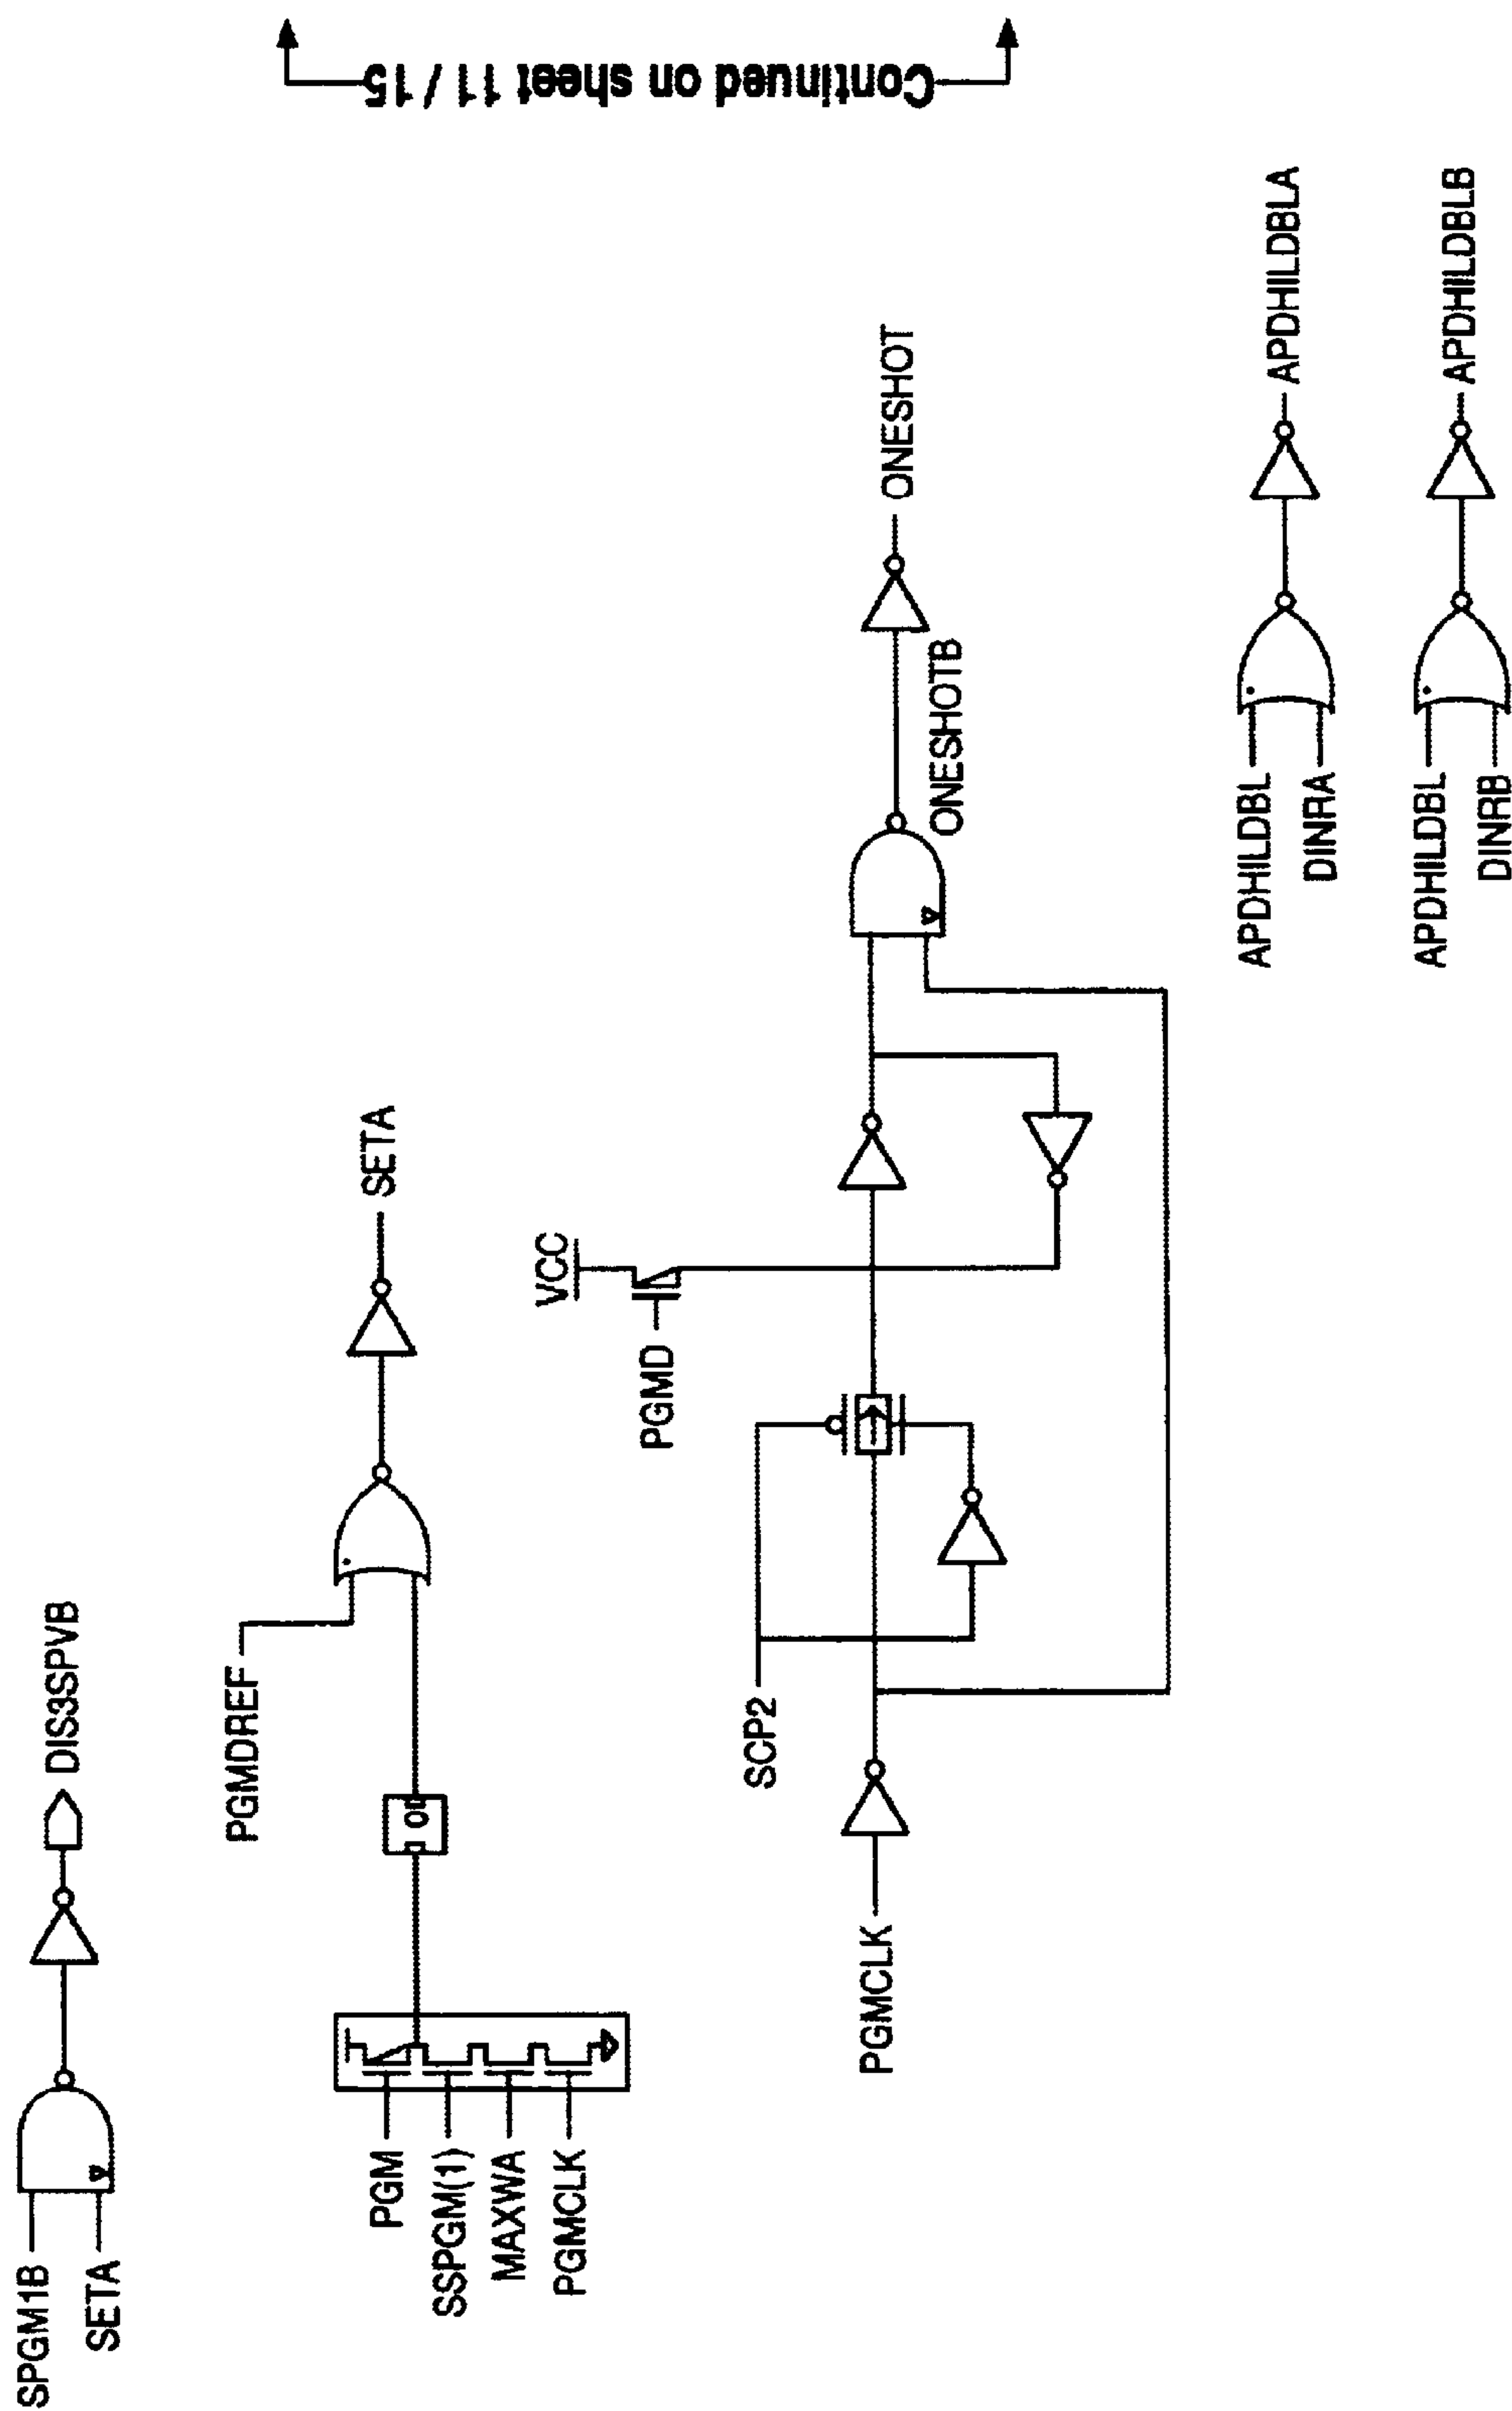 SPGM1B
SETA
DIS3SPVB
PGMDREF
SETA
PGM
SSPGM(1)
MAXWA
PGMCLK
I O
VCC
PGMD
SCP2
PGMCLK
ONESHOTB
ONESHOT
APDHILDBL
DINRA
APDHILDBLA
APDHILDBL
DINRB
APDHILDBLB
Continued on sheet 11 / 15